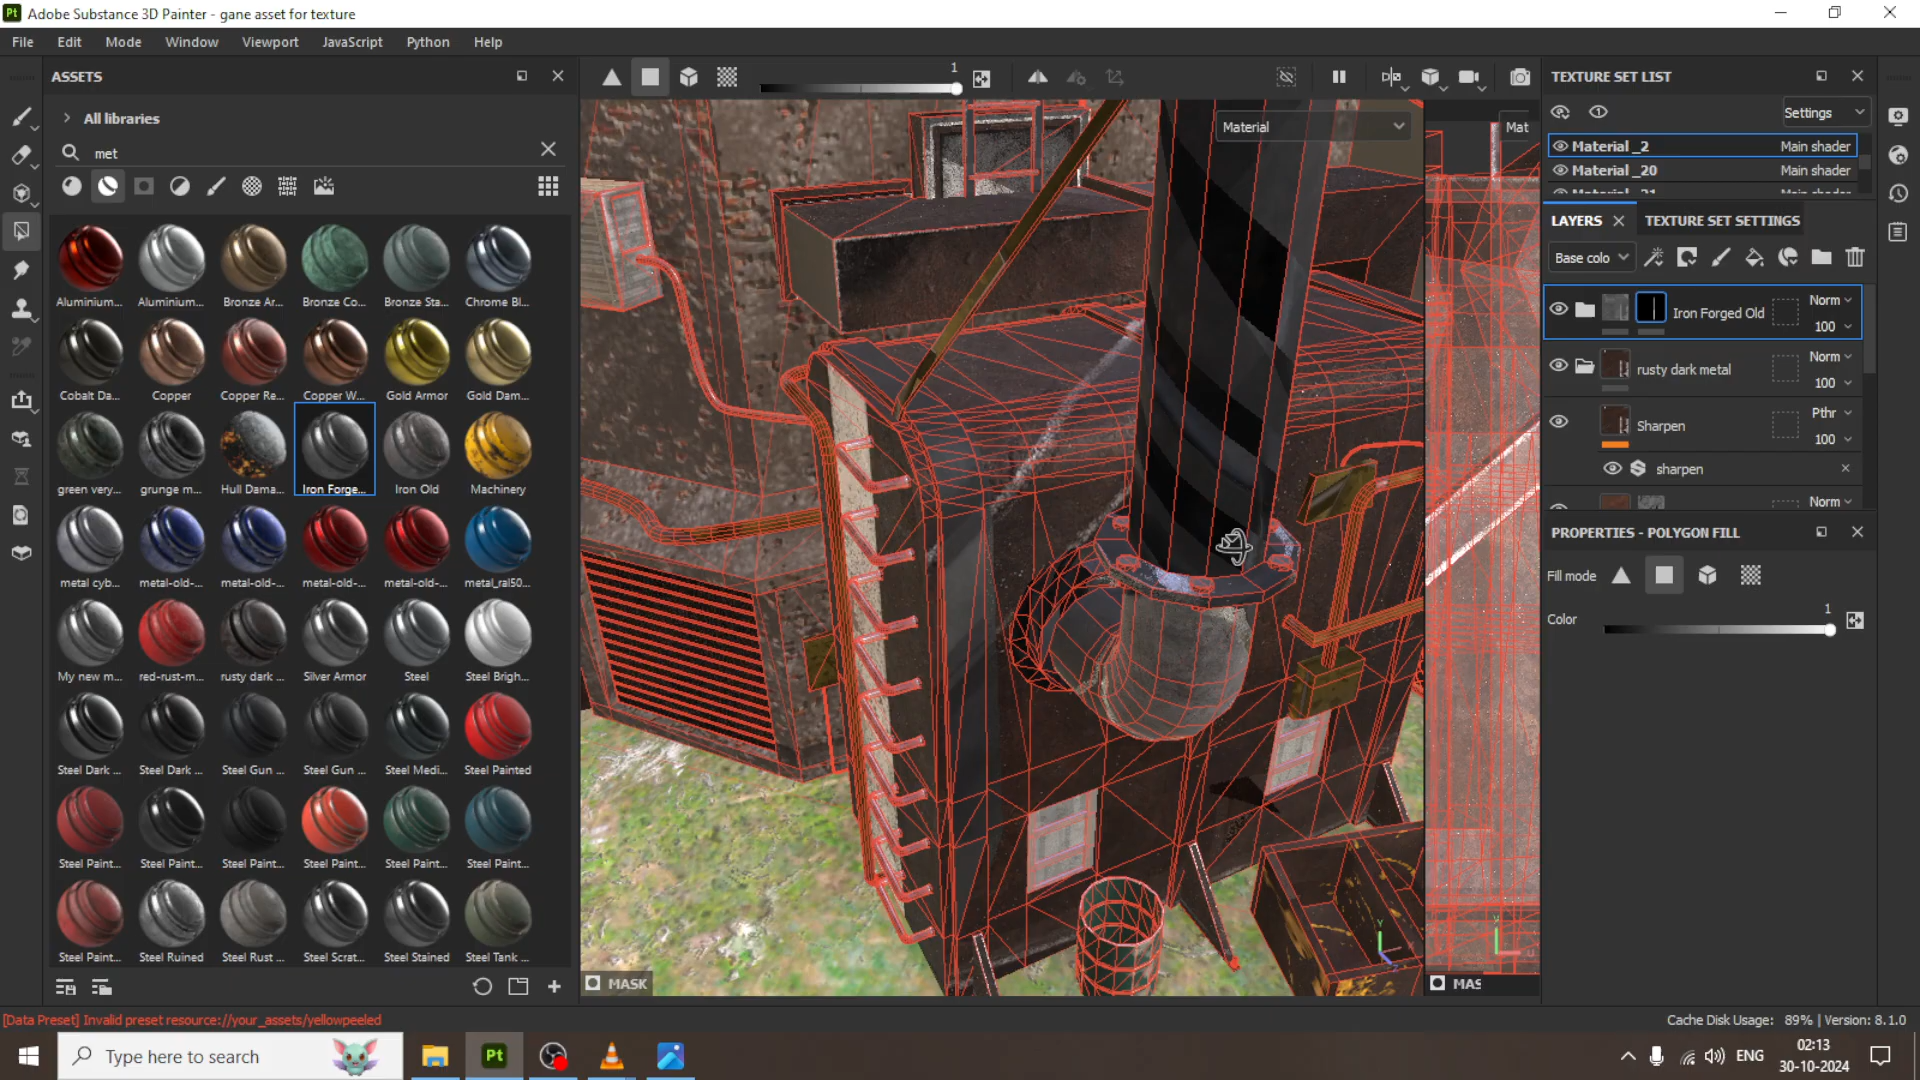 Pt Adobe Substance 3D Painter - gane asset for texture
File Edit Mode Window Viewport JavaScript Python Help
ASSETS
All libraries
met
Aluminium... Aluminium... Bronze Ar... Bronze Co... Bronze Sta... Chrome Bl...
Cobalt Da... Copper Copper Re... Copper W... Gold Armor Gold Dam...
green very... grunge m... Hull Dama... Iron Forge... Iron Old Machinery
metal cyb... metal-old-... metal-old-... metal-old-... metal-old-... metal_ral50...
My new m... red-rust-m... rusty dark ... Silver Armor Steel Steel Brigh...
Steel Dark ... Steel Dark ... Steel Gun ... Steel Gun ... Steel Medi... Steel Painted
Steel Paint... Steel Paint... Steel Paint... Steel Paint... Steel Paint... Steel Paint...
Steel Paint... Steel Ruined Steel Rust ... Steel Scrat... Steel Stained Steel Tank ...
1
Material
Mat
Y
MASK
MAS
TEXTURE SET LIST
1
Settings
Material _2 Main shader
Material _20 Main shader
LAYERS TEXTURE SET SETTINGS
Base colo
Iron Forged Old Norm 100
rusty dark metal Norm 100
Sharpen Pthr 100
sharpen
Norm
PROPERTIES - POLYGON FILL
Fill mode
Color 1
[Data Preset] Invalid preset resource://your_assets/yellowpeeled
Cache Disk Usage: 89% | Version: 8.1.0
Type here to search
Pt
ENG
02:13
30-10-2024